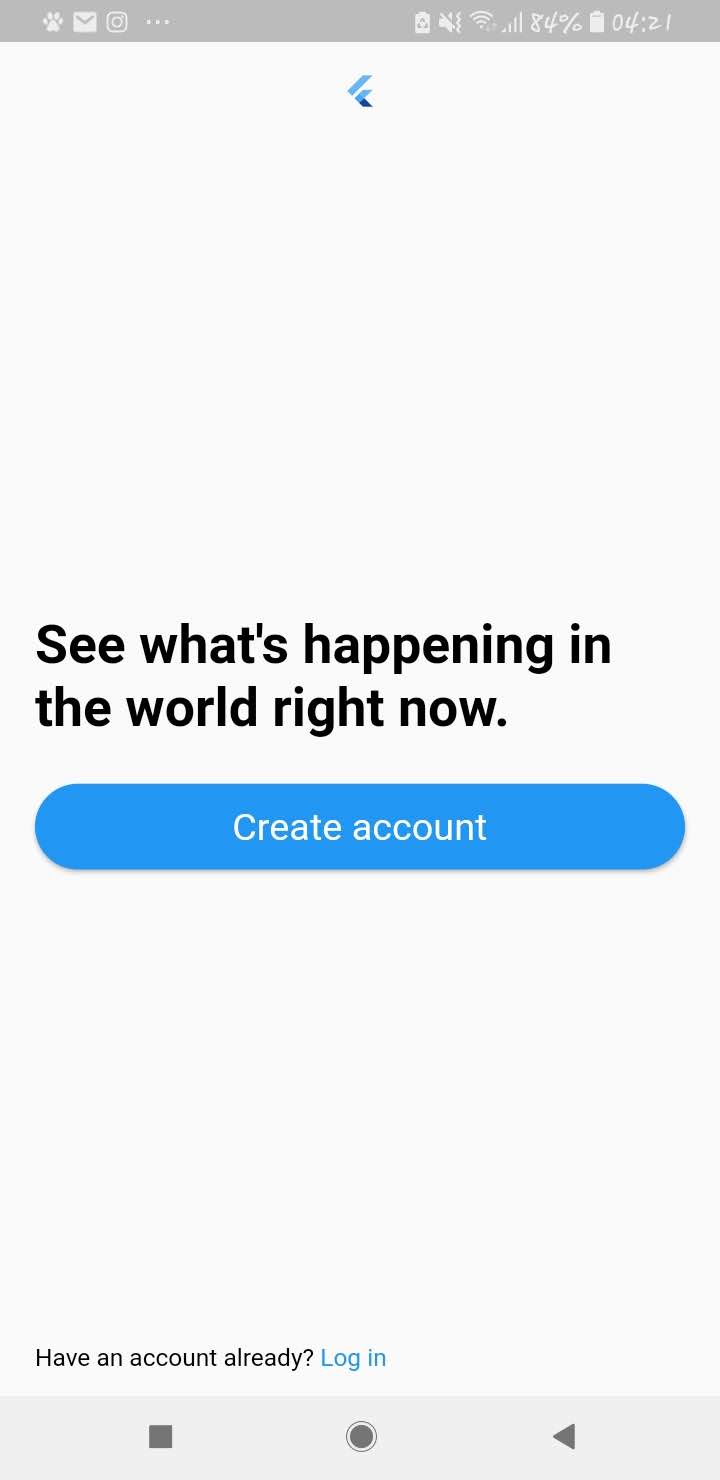 84% 04:21
See what's happening in
the world right now.
Create account
Have an account already? Log in